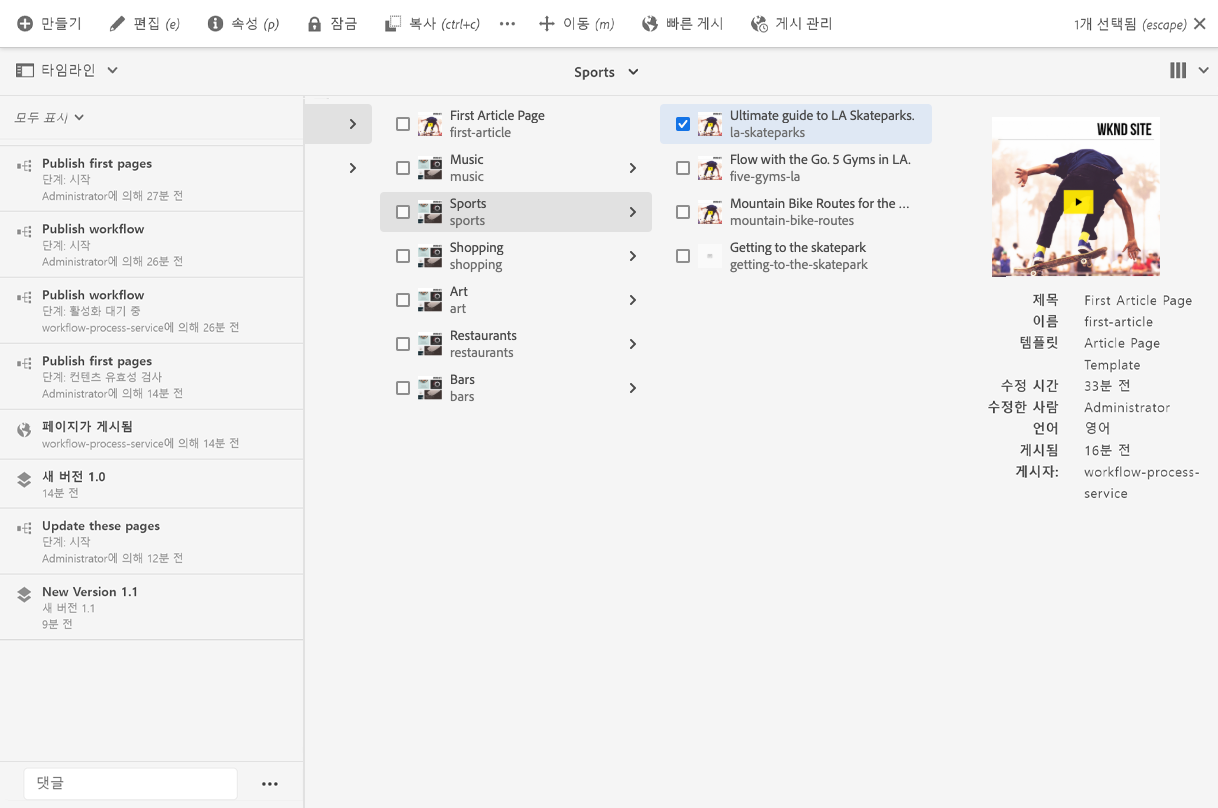 만들기 편집 (e) 속성 (p) 잠금 복사 (ctrl+c) 이동 (m) 빠른 게시 게시 관리 1개 선택됨 (escape)
타임라인
Sports
모두 표시
Publish first pages
단계: 시작
Administrator에 의해 27분 전
Publish workflow
단계: 시작
Administrator에 의해 26분 전
Publish workflow
단계: 활성화 대기 중
workflow-process-service에 의해 26분 전
Publish first pages
단계: 컨텐츠 유효성 검사
Administrator에 의해 14분 전
페이지가 게시됨
workflow-process-service에 의해 14분 전
새 버전 1.0
14분 전
Update these pages
단계: 시작
Administrator에 의해 12분 전
New Version 1.1
새 버전 1.1
9분 전
댓글
First Article Page
first-article
Music
music
Sports
sports
Shopping
shopping
Art
art
Restaurants
restaurants
Bars
bars
Ultimate guide to LA Skateparks.
la-skateparks
Flow with the Go. 5 Gyms in LA.
five-gyms-la
Mountain Bike Routes for the ...
mountain-bike-routes
Getting to the skatepark
getting-to-the-skatepark
WKND SITE
제목 First Article Page
이름 first-article
템플릿 Article Page
Template
수정 시간 33분 전
수정한 사람 Administrator
언어 영어
게시됨 16분 전
게시자: workflow-process-
service